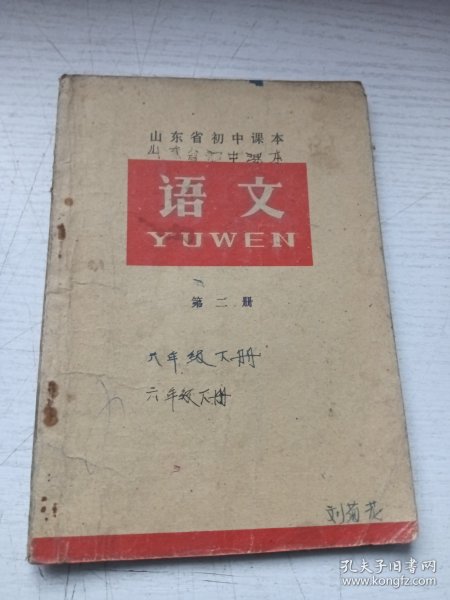 山东省初中课本
山东省初中课本
语文
YUWEN
第二册
六年级下册
六年级下册
刘菊花
孔夫子旧书网
www.kongfz.com